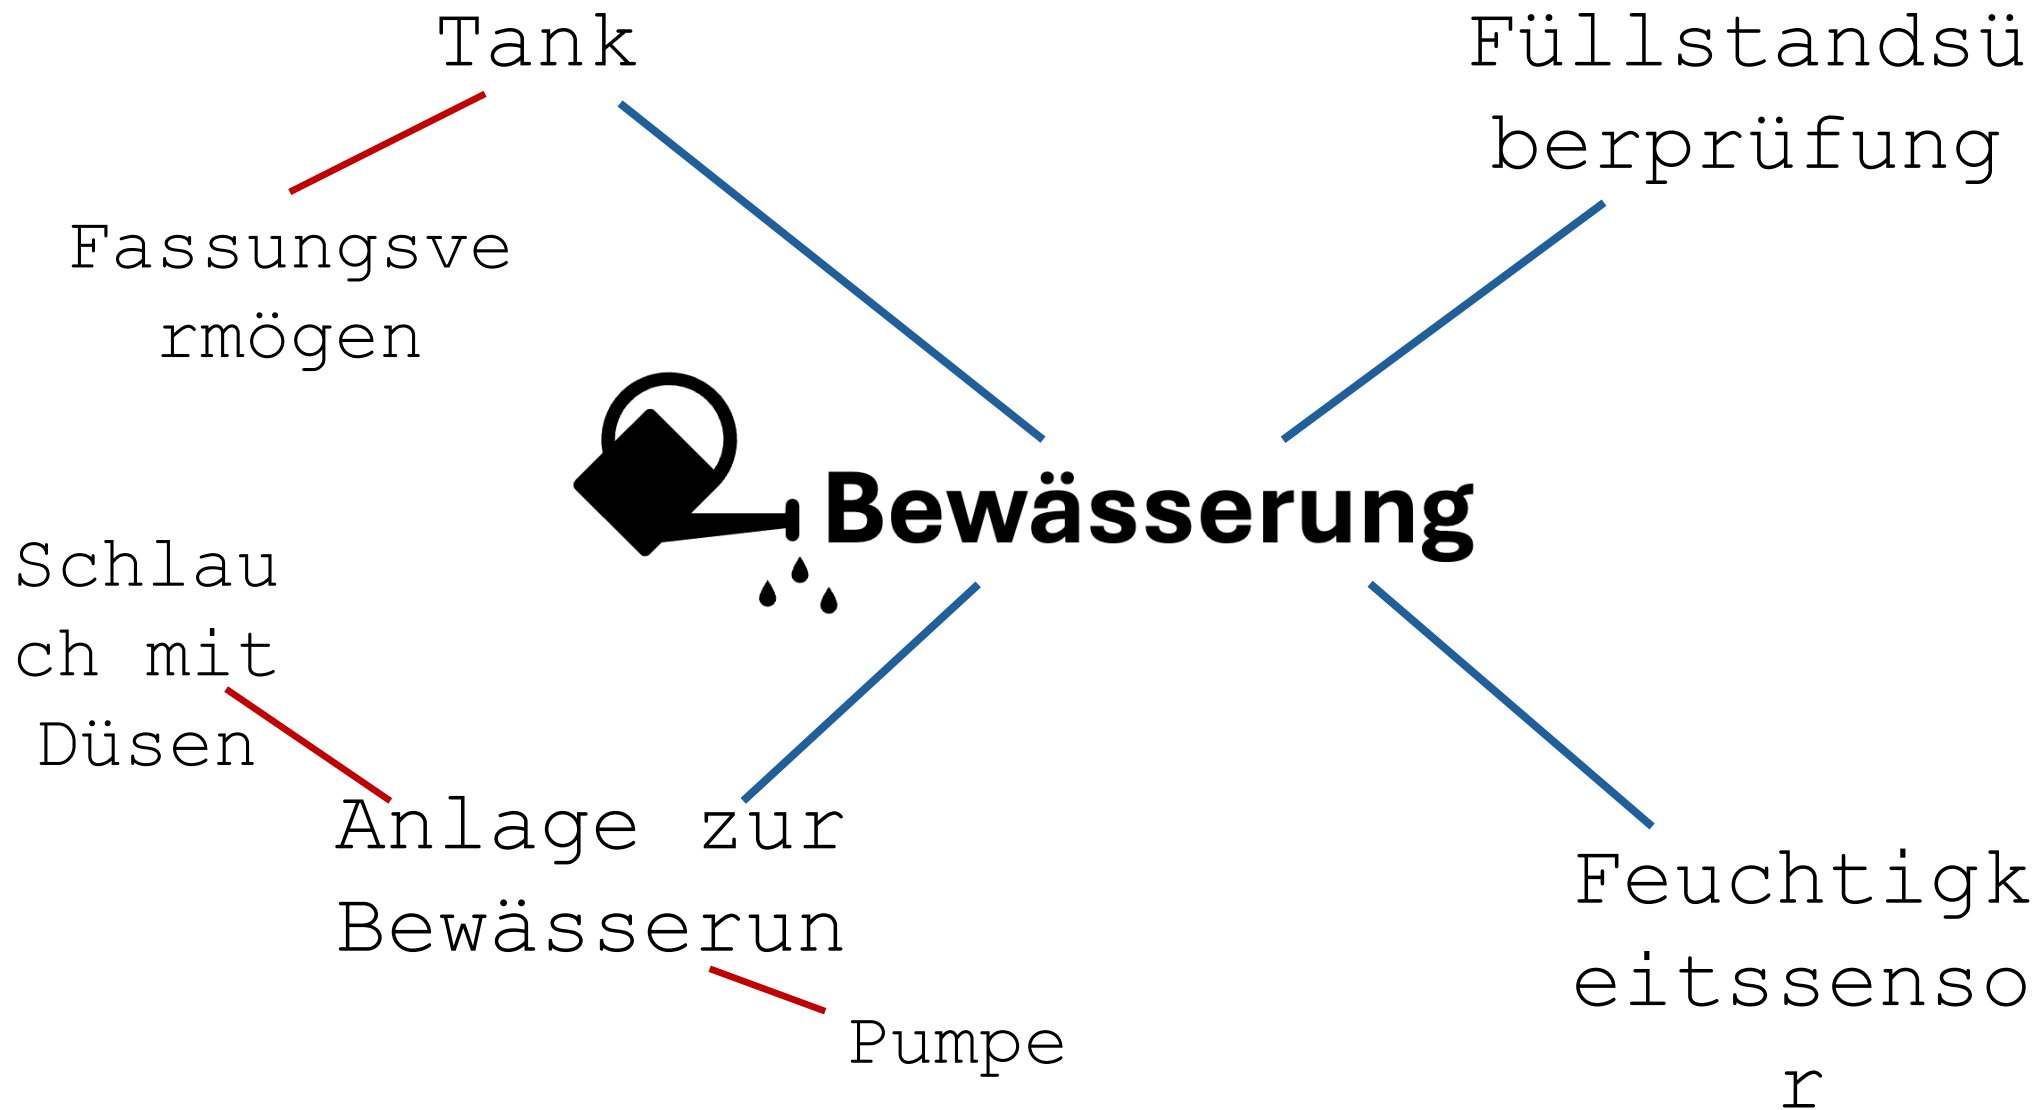 Tank
Füllstandsü
berprüfung
Fassungsve
rmögen
Bewässerung
Schlau
ch mit
Düsen
Anlage zur
Bewässerun
Pumpe
Feuchtigk
eitssenso
r